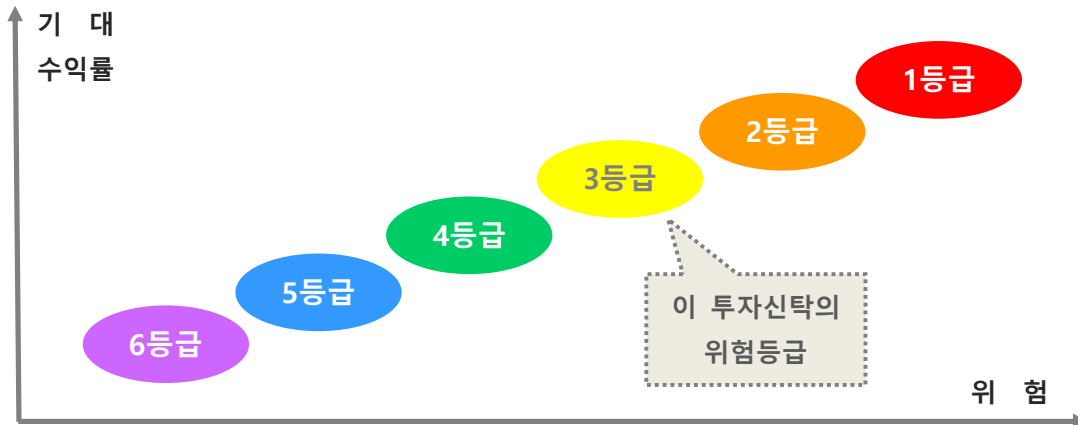 기 대
수익률
1등급
2등급
3등급
4등급
5등급
6등급
이 투자신탁의
위험등급
위 험